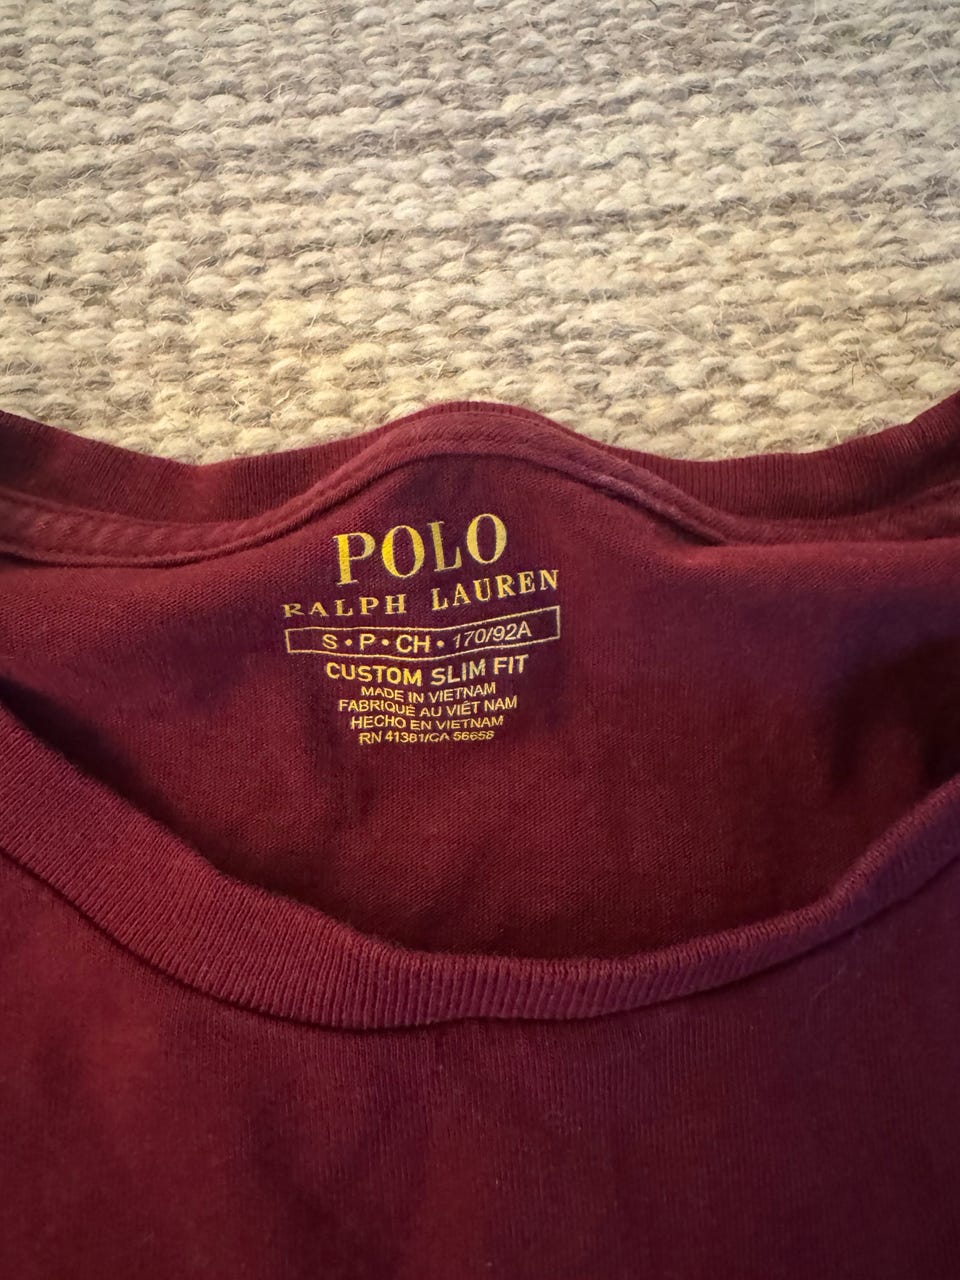 POLO
RALPH LAUREN
S • P • CH • 170/92A
CUSTOM SLIM FIT
MADE IN VIETNAM
FABRIQUÉ AU VIÊT NAM
HECHO EN VIETNAM
RN 41381/CA 56658